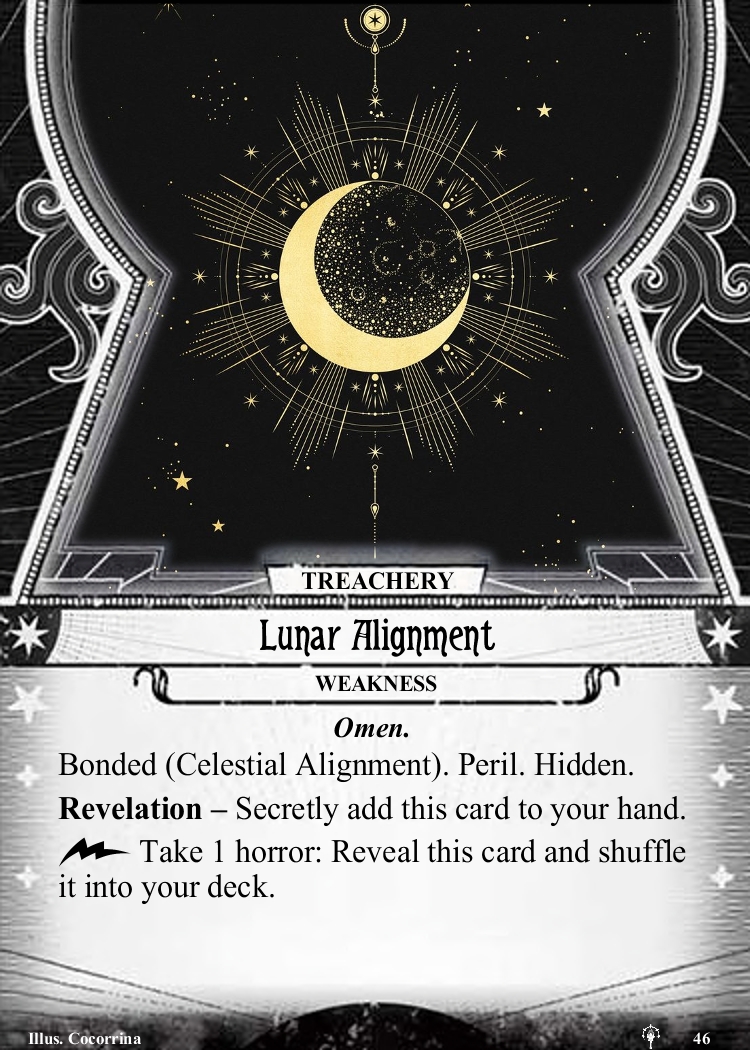 TREACHERY
Lunar Alignment
WEAKNESS
Omen.
Bonded (Celestial Alignment). Peril. Hidden.
Revelation – Secretly add this card to your hand.
Take 1 horror: Reveal this card and shuffle
it into your deck.
Illus. Cocorrina 46